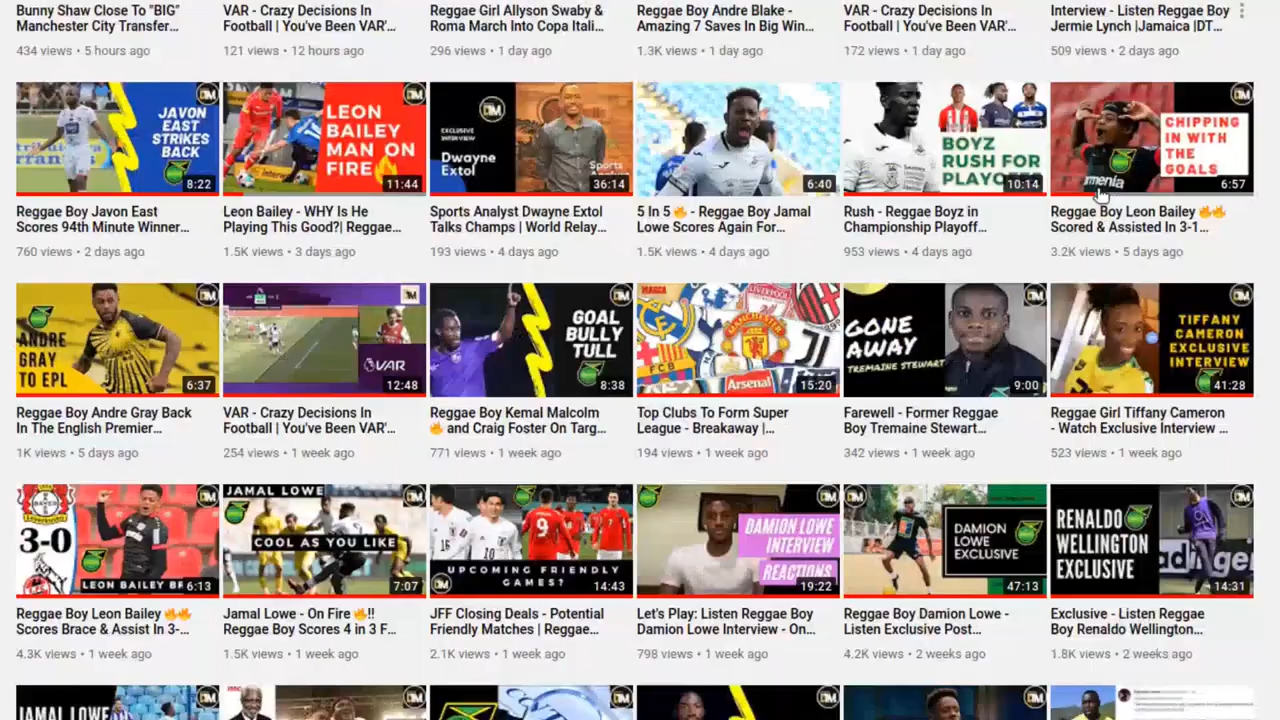 Bunny Shaw Close To "BIG"
Manchester City Transfer...
434 views • 5 hours ago
VAR - Crazy Decisions In
Football | You've Been VAR'...
121 views • 12 hours ago
Reggae Girl Allyson Swaby &
Roma March Into Copa Itali...
296 views • 1 day ago
Reggae Boy Andre Blake -
Amazing 7 Saves In Big Win...
1.3K views • 1 day ago
VAR - Crazy Decisions In
Football | You've Been VAR'...
172 views • 1 day ago
Interview - Listen Reggae Boy
Jermie Lynch |Jamaica |DT...
509 views • 2 days ago
JAVON
EAST
STRIKES
BACK
8:22
Reggae Boy Javon East
Scores 94th Minute Winner...
760 views • 2 days ago
LEON
BAILEY
MAN ON
FIRE
11:44
Leon Bailey - WHY Is He
Playing This Good?| Reggae...
1.5K views • 3 days ago
EXCLUSIVE
INTERVIEW
Dwayne
Extol
Sports
36:14
Sports Analyst Dwayne Extol
Talks Champs | World Relay...
193 views • 4 days ago
6:40
5 In 5 🔥 - Reggae Boy Jamal
Lowe Scores Again For...
1.5K views • 4 days ago
BOYZ
RUSH FOR
PLAYO
10:14
Rush - Reggae Boyz in
Championship Playoff...
953 views • 4 days ago
CHIPPING
IN WITH
THE
GOALS
6:57
Reggae Boy Leon Bailey 🔥🔥
Scored & Assisted In 3-1...
3.2K views • 5 days ago
ANDRE
GRAY
TO EPL
6:37
Reggae Boy Andre Gray Back
In The English Premier...
1K views • 5 days ago
VAR
12:48
VAR - Crazy Decisions In
Football | You've Been VAR'...
254 views • 1 week ago
GOAL
BULLY
TULL
8:38
Reggae Boy Kemal Malcolm
🔥 and Craig Foster On Targ...
771 views • 1 week ago
MARCA
LIVERPOOL
MANCHESTER
UNITED
FCB
Arsenal
15:20
Top Clubs To Form Super
League - Breakaway |...
194 views • 1 week ago
GONE
AWAY
TREMAINE STEWART
9:00
Farewell - Former Reggae
Boy Tremaine Stewart...
342 views • 1 week ago
TIFFANY
CAMERON
EXCLUSIVE
INTERVIEW
41:28
Reggae Girl Tiffany Cameron
- Watch Exclusive Interview ...
523 views • 1 week ago
3-0
LEON BAILEY BR
6:13
Reggae Boy Leon Bailey 🔥🔥
Scores Brace & Assist In 3-...
4.3K views • 1 week ago
JAMAL LOWE
COOL AS YOU LIKE
7:07
Jamal Lowe - On Fire 🔥!!
Reggae Boy Scores 4 in 3 F...
1.5K views • 1 week ago
16
10
9
7
UPCOMING FRIENDLY
GAMES?
14:43
JFF Closing Deals - Potential
Friendly Matches | Reggae...
2.1K views • 1 week ago
DAMION LOWE
INTERVIEW
REACTIONS
19:22
Let's Play: Listen Reggae Boy
Damion Lowe Interview - On...
798 views • 1 week ago
DAMION
LOWE
EXCLUSIVE
47:13
Reggae Boy Damion Lowe -
Listen Exclusive Post...
4.2K views • 2 weeks ago
RENALDO
WELLINGTON
EXCLUSIVE
14:31
Exclusive - Listen Reggae
Boy Renaldo Wellington...
1.8K views • 2 weeks ago
JAMAL LOWE